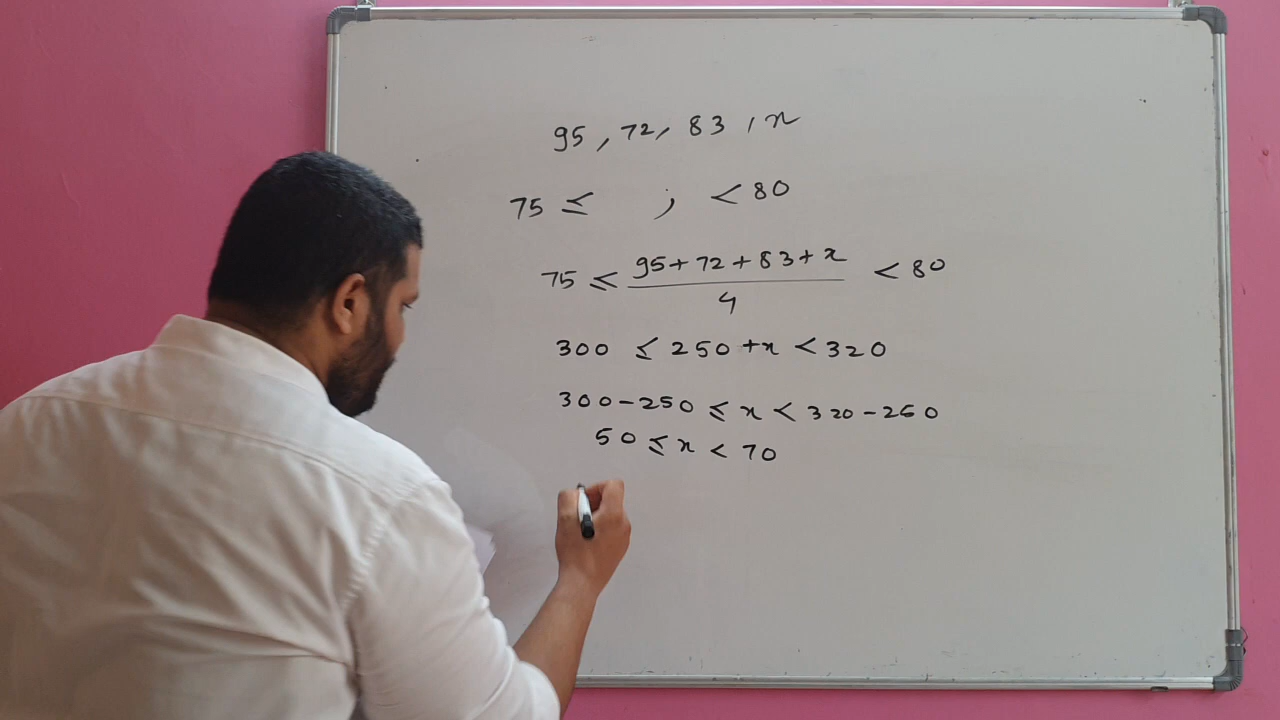 95, 72, 83, x
75 ≤ ; < 80
75 ≤ (95+72+83+x)/4 < 80
300 ≤ 250+x < 320
300-250 ≤ x < 320-250
50 ≤ x < 70